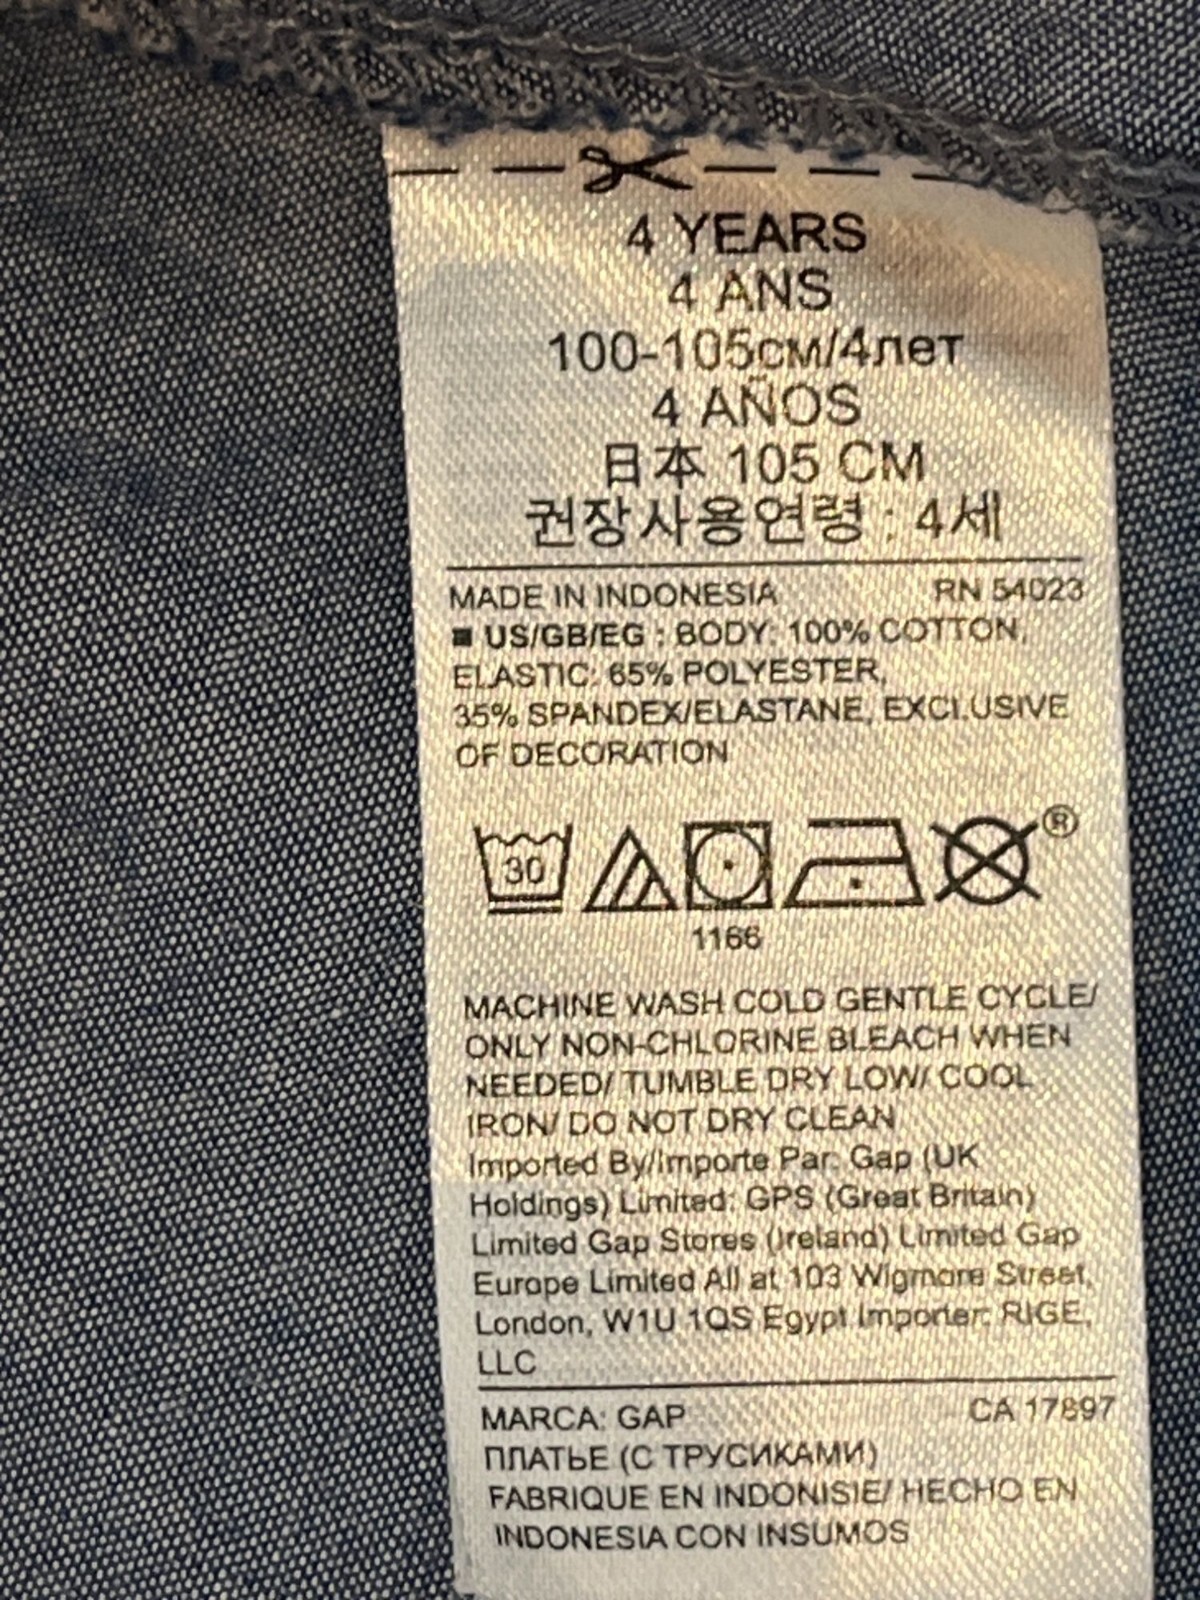 4 YEARS
4 ANS
100-105см/4лет
4 AÑOS
日本 105 CM
권장사용연령 : 4세
MADE IN INDONESIA RN 54023
■ US/GB/EG : BODY: 100% COTTON,
ELASTIC: 65% POLYESTER,
35% SPANDEX/ELASTANE, EXCLUSIVE
OF DECORATION
30 ®
1166
MACHINE WASH COLD GENTLE CYCLE/
ONLY NON-CHLORINE BLEACH WHEN
NEEDED/ TUMBLE DRY LOW/ COOL
IRON/ DO NOT DRY CLEAN
Imported By/Importe Par: Gap (UK
Holdings) Limited; GPS (Great Britain)
Limited Gap Stores (Ireland) Limited Gap
Europe Limited All at 103 Wigmore Street,
London, W1U 1QS Egypt Importer: RIGE,
LLC
MARCA: GAP CA 17897
ПЛАТЬЕ (С ТРУСИКАМИ)
FABRIQUE EN INDONISIE/ HECHO EN
INDONESIA CON INSUMOS